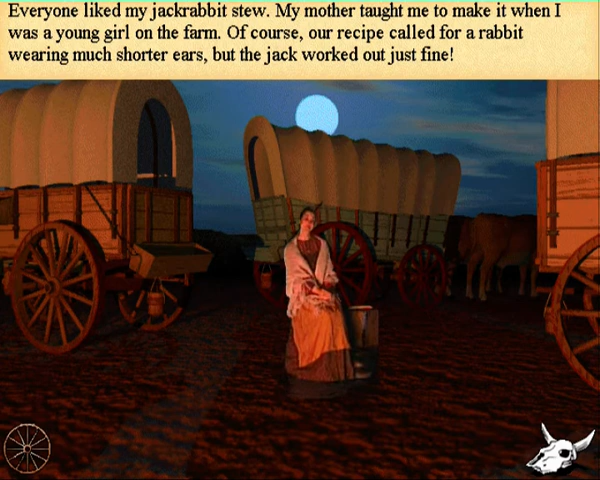 Everyone liked my jackrabbit stew. My mother taught me to make it when I
was a young girl on the farm. Of course, our recipe called for a rabbit
wearing much shorter ears, but the jack worked out just fine!